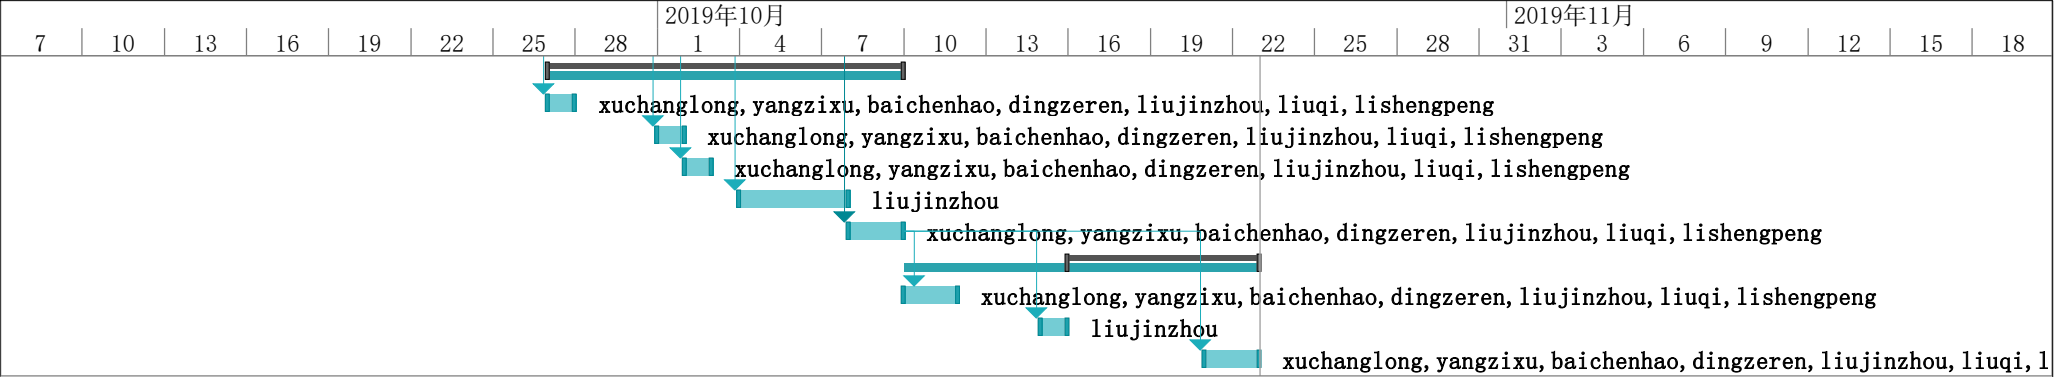 2019年10月 2019年11月
7 10 13 16 19 22 25 28 1 4 7 10 13 16 19 22 25 28 31 3 6 9 12 15 18
xuchanglong,yangzixu,baichenhao,dingzeren,liujinzhou,liuqi,lishengpeng
xuchanglong,yangzixu,baichenhao,dingzeren,liujinzhou,liuqi,lishengpeng
xuchanglong,yangzixu,baichenhao,dingzeren,liujinzhou,liuqi,lishengpeng
liujinzhou
xuchanglong,yangzixu,baichenhao,dingzeren,liujinzhou,liuqi,lishengpeng
xuchanglong,yangzixu,baichenhao,dingzeren,liujinzhou,liuqi,lishengpeng
liujinzhou
xuchanglong,yangzixu,baichenhao,dingzeren,liujinzhou,liuqi,l